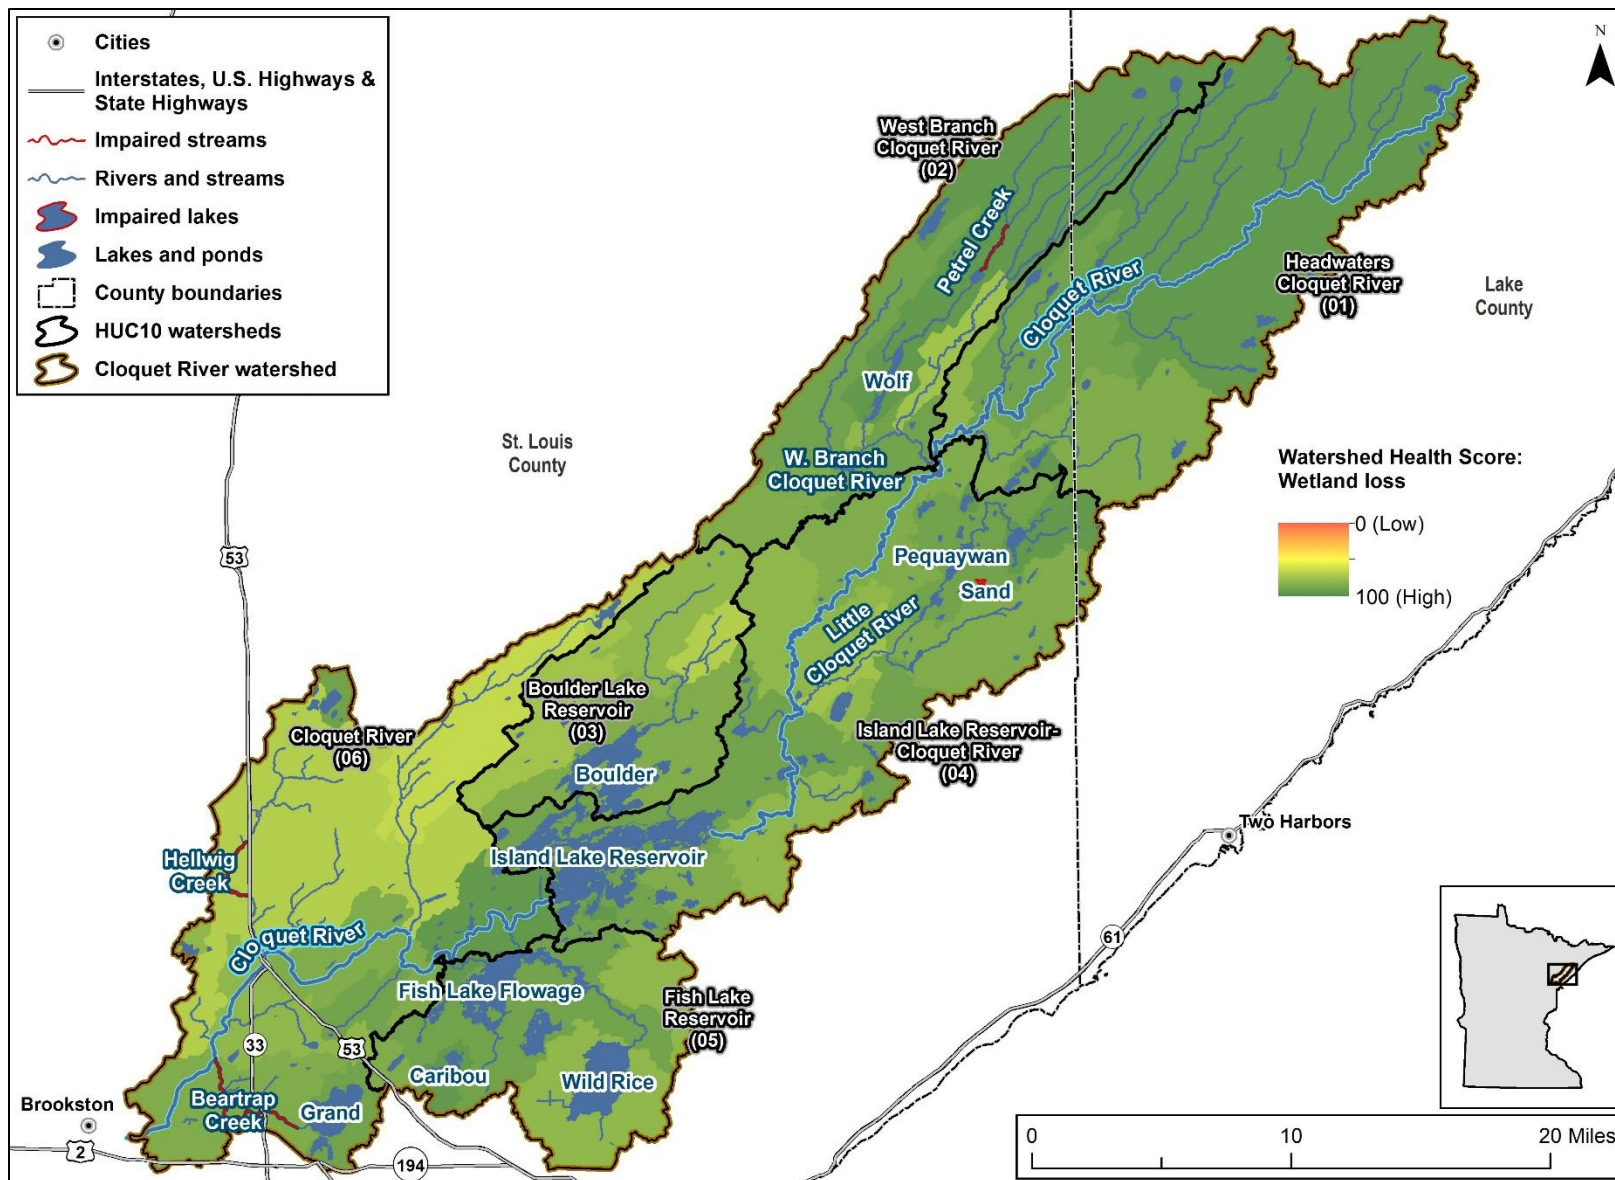 Cities
Interstates, U.S. Highways &
State Highways
Impaired streams
Rivers and streams
Impaired lakes
Lakes and ponds
County boundaries
HUC10 watersheds
Cloquet River watershed
N
West Branch
Cloquet River
(02)
Petrel Creek
Cloquet River
Headwaters
Cloquet River
(01)
Lake
County
Wolf
St. Louis
County
W. Branch
Cloquet River
Watershed Health Score:
Wetland loss
0 (Low)
100 (High)
53
Pequaywan
Sand
Little
Cloquet River
Boulder Lake
Reservoir
(03)
Cloquet River
(06)
Island Lake Reservoir-
Cloquet River
(04)
Boulder
Two Harbors
Island Lake Reservoir
Hellwig
Creek
Cloquet River
61
Fish Lake Flowage
Fish Lake
Reservoir
(05)
33
53
Caribou
Wild Rice
Brookston
Beartrap
Creek
Grand
2
194
0
10
20 Miles